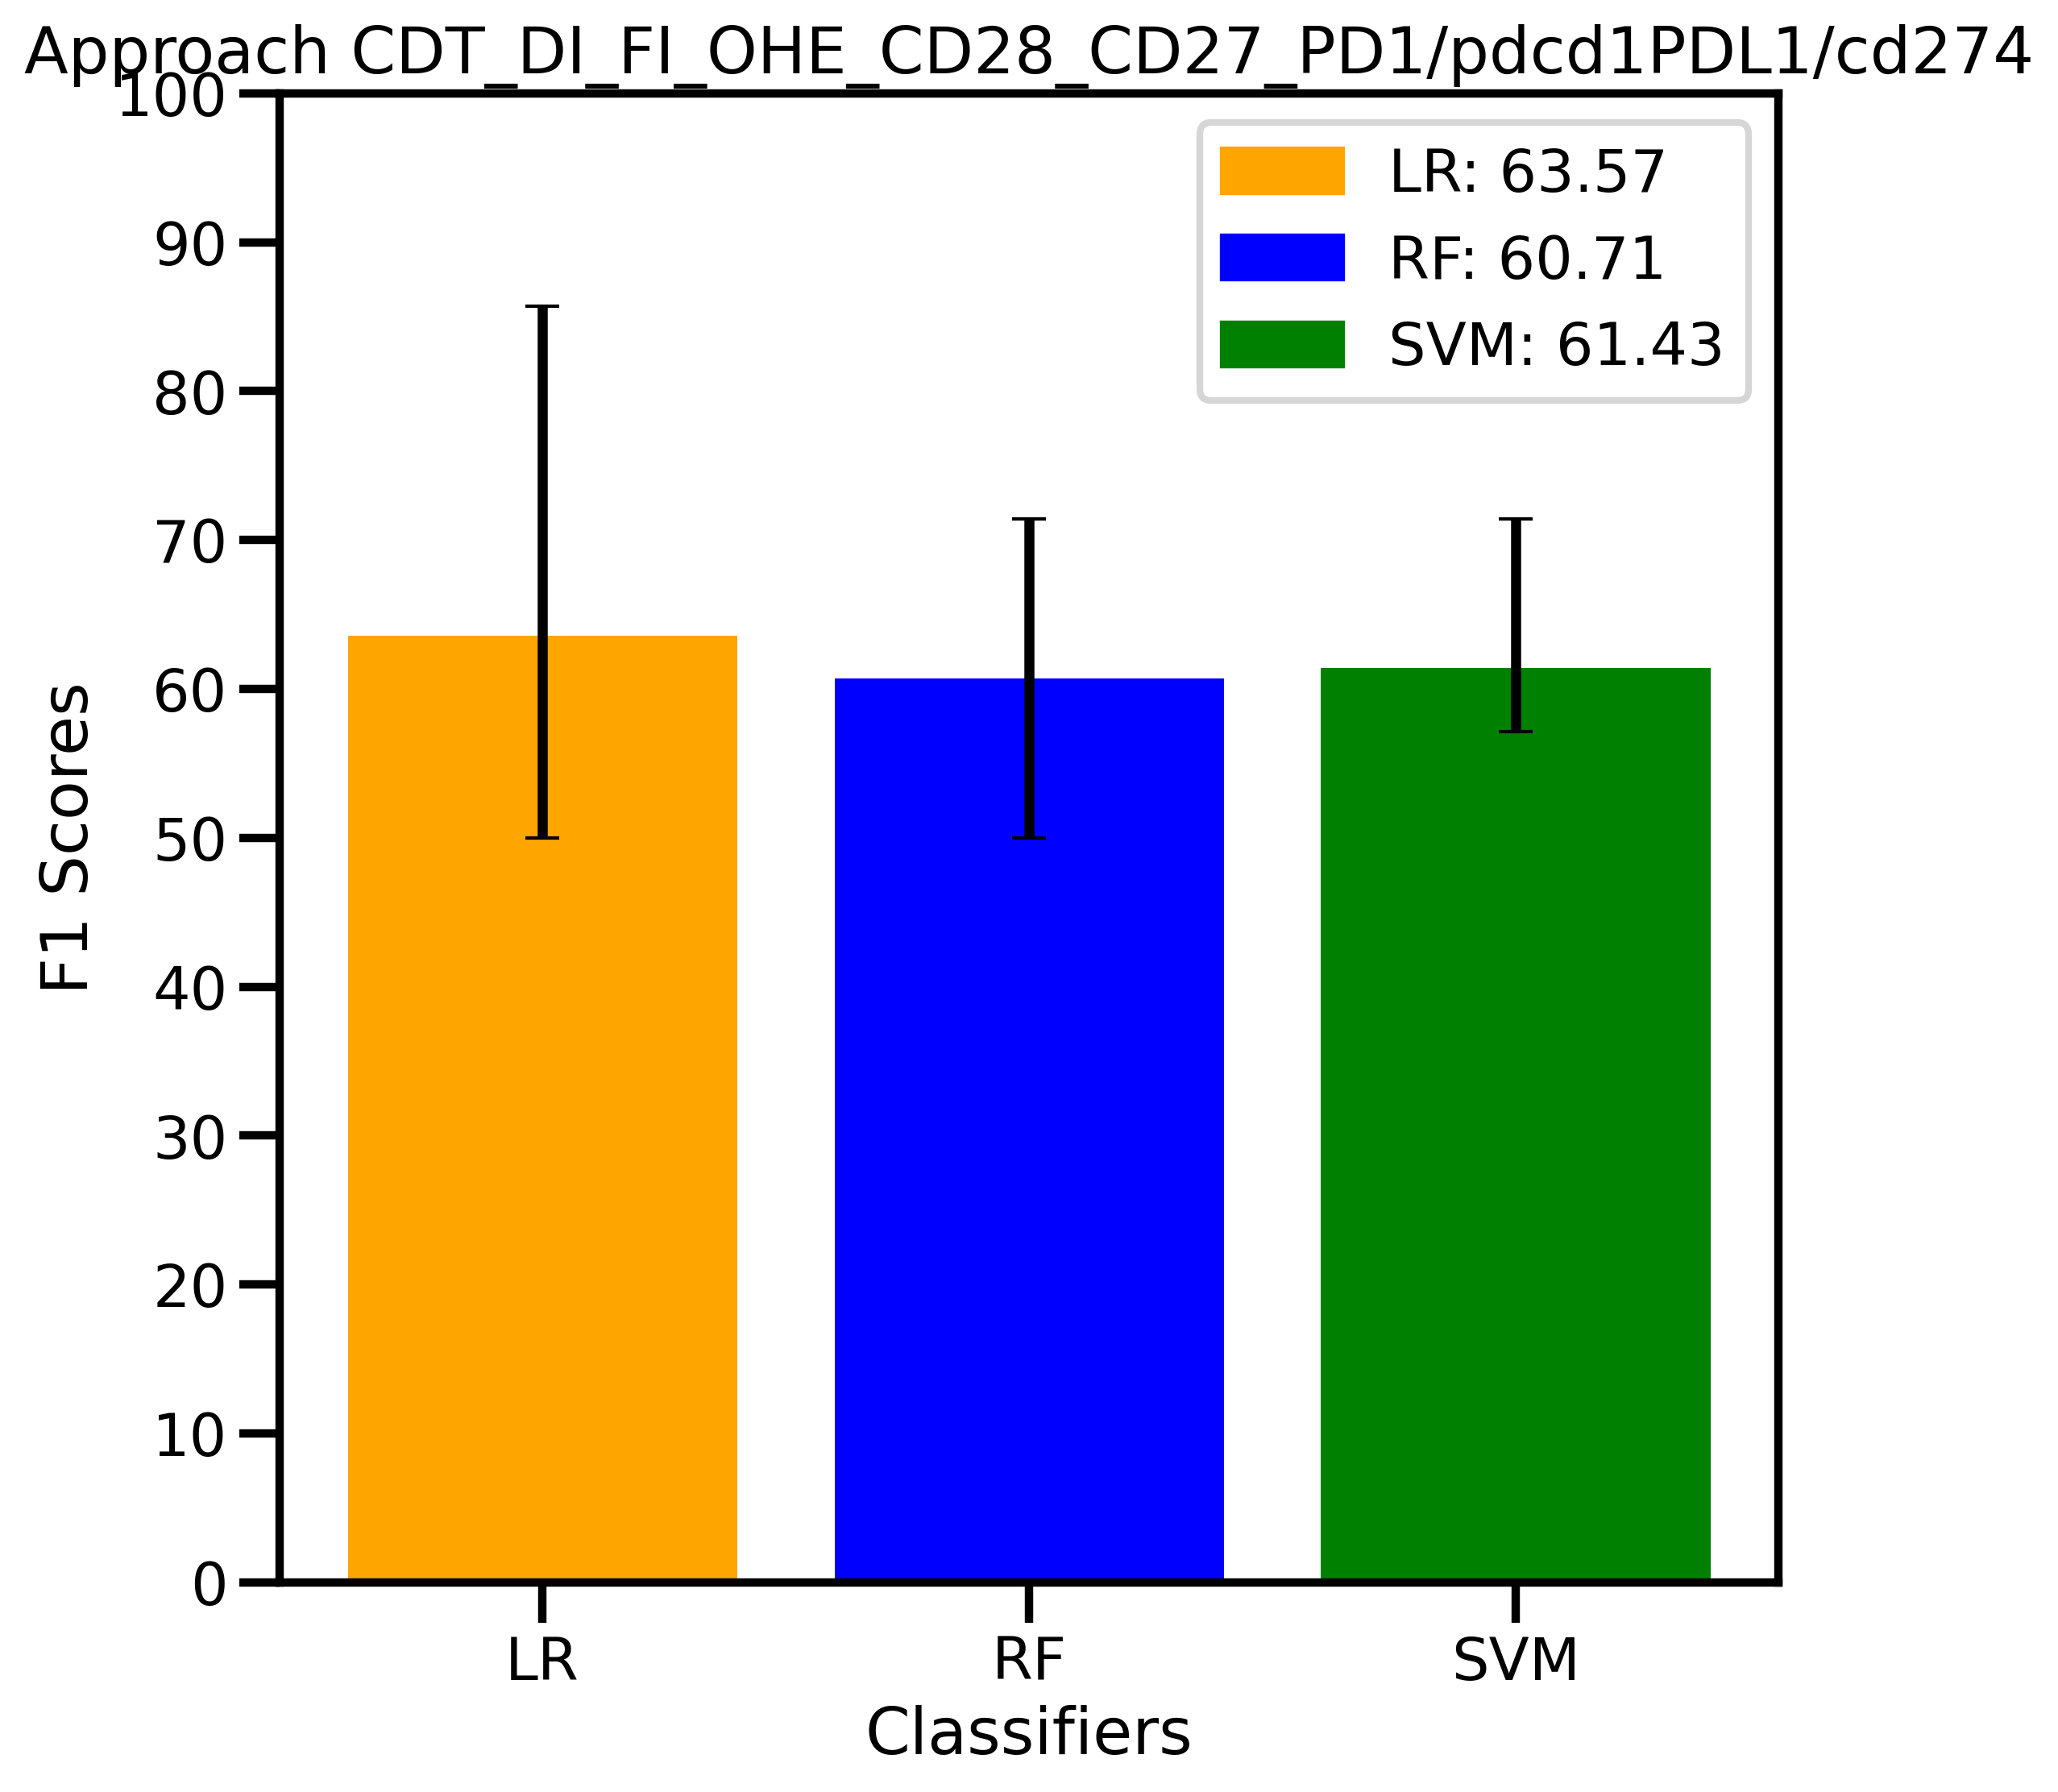 Approach CDT_DI_FI_OHE_CD28_CD27_PD1/pdcd1PDL1/cd274
100
90
80
70
60
50
40
30
20
10
0
F1 Scores
LR: 63.57
RF: 60.71
SVM: 61.43
LR
RF
SVM
Classifiers